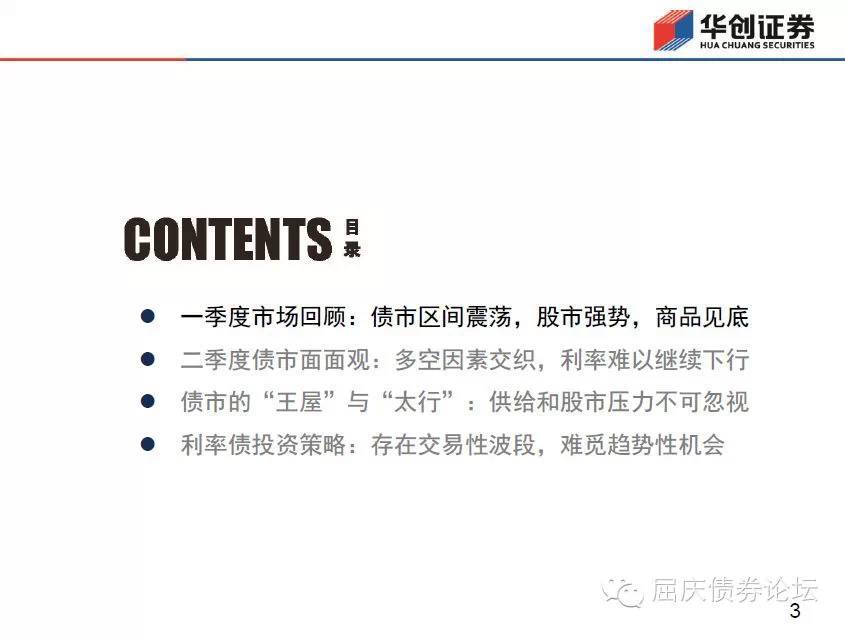 华创证券
HUA CHUANG SECURITIES
CONTENTS 目录
一季度市场回顾：债市区间震荡，股市强势，商品见底
二季度债市面面观：多空因素交织，利率难以继续下行
债市的“王屋”与“太行”：供给和股市压力不可忽视
利率债投资策略：存在交易性波段，难觅趋势性机会
屈庆债券论坛
3